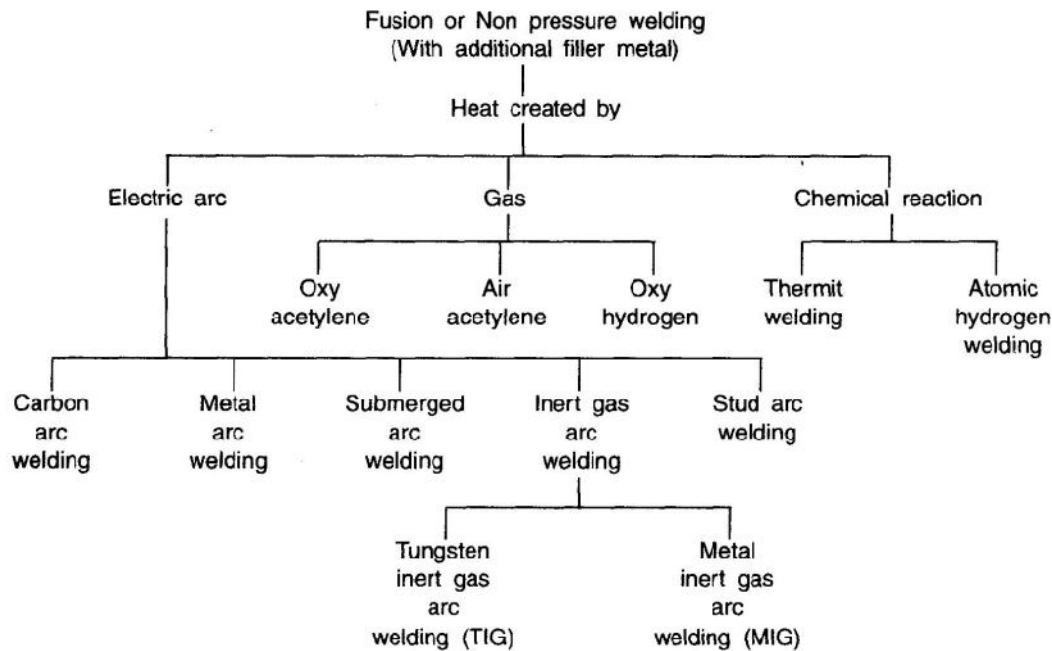 Fusion or Non pressure welding
(With additional filler metal)
Heat created by
Electric arc
Gas
Chemical reaction
Oxy
acetylene
Air
acetylene
Oxy
hydrogen
Thermit
welding
Atomic
hydrogen
welding
Carbon
arc
welding
Metal
arc
welding
Submerged
arc
welding
Inert gas
arc
welding
Stud arc
welding
Tungsten
inert gas
arc
welding (TIG)
Metal
inert gas
arc
welding (MIG)